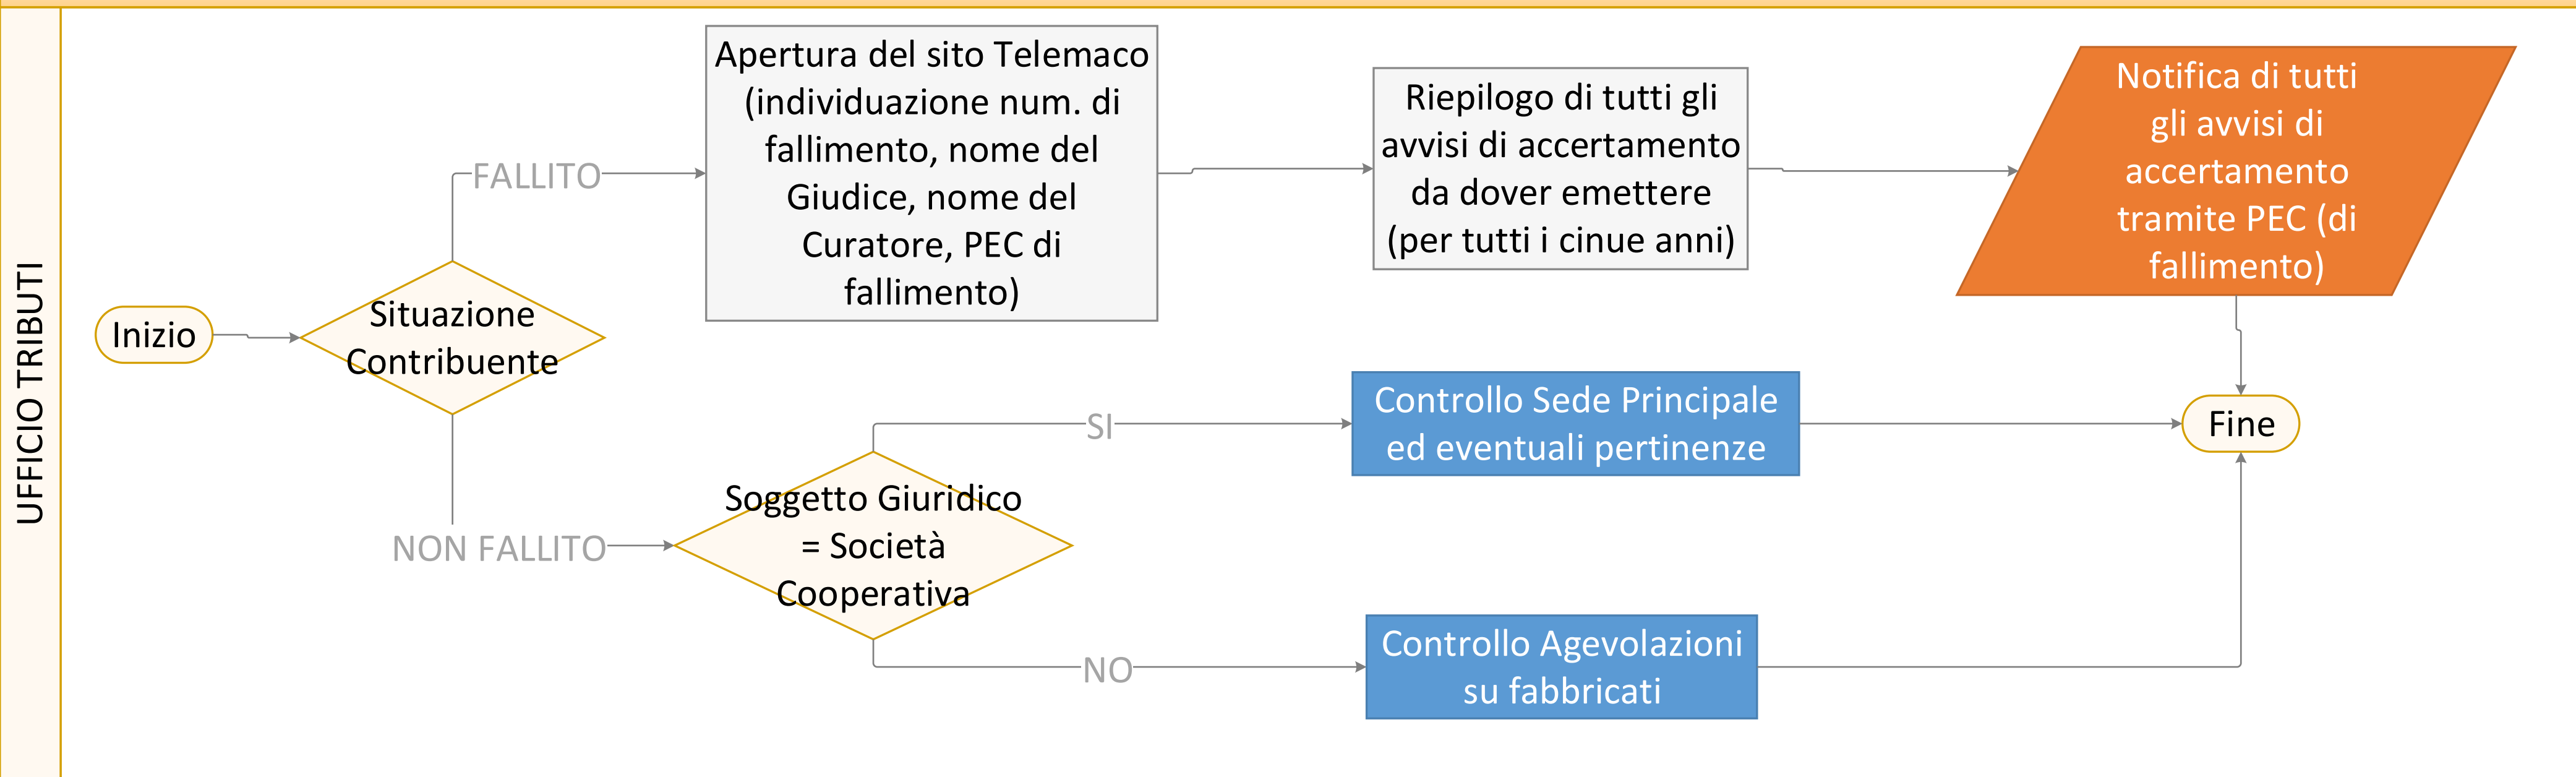 UFFICIO TRIBUTI
Inizio
Situazione
Contribuente
FALLITO
Apertura del sito Telemaco
(individuazione num. di
fallimento, nome del
Giudice, nome del
Curatore, PEC di
fallimento)
Riepilogo di tutti gli
avvisi di accertamento
da dover emettere
(per tutti i cinue anni)
Notifica di tutti
gli avvisi di
accertamento
tramite PEC (di
fallimento)
NON FALLITO
Soggetto Giuridico
= Società
Cooperativa
SI
Controllo Sede Principale
ed eventuali pertinenze
NO
Controllo Agevolazioni
su fabbricati
Fine